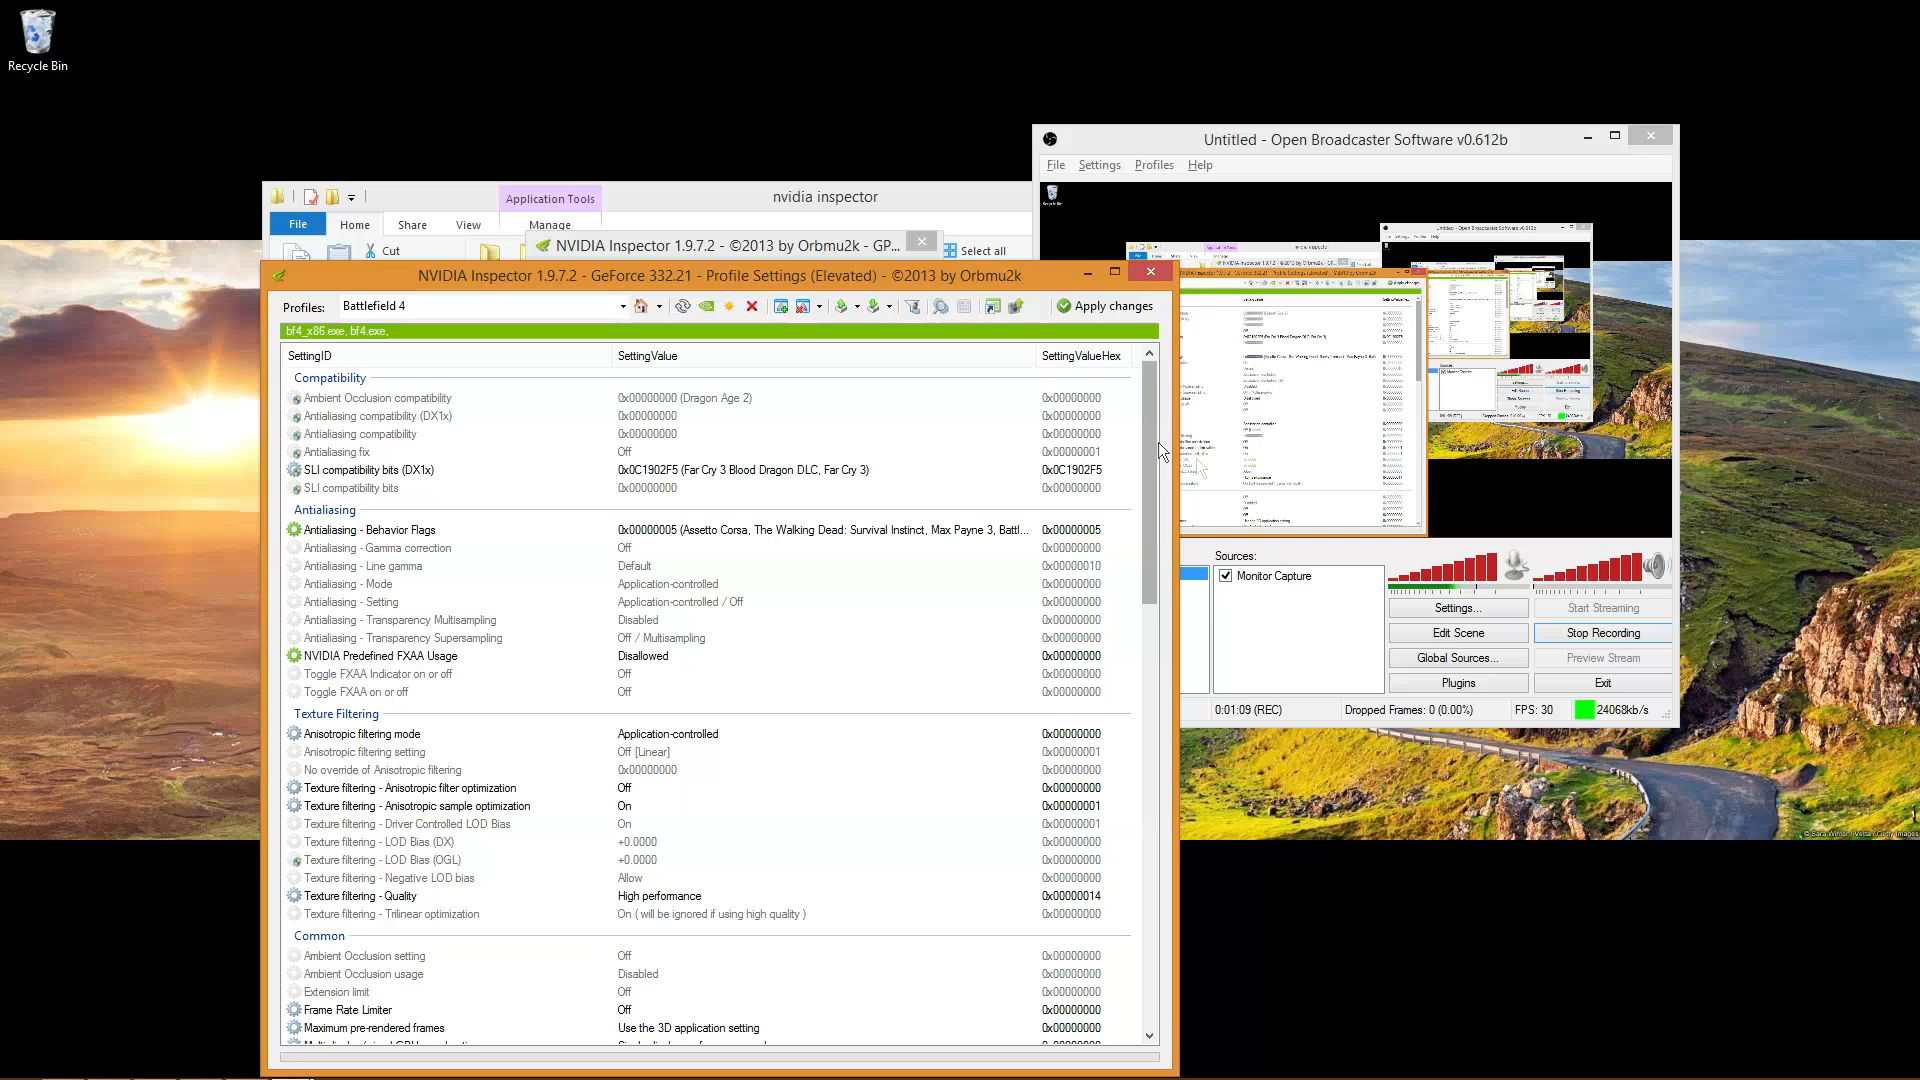 Recycle Bin
Untitled - Open Broadcaster Software v0.612b
File Settings Profiles Help
Application Tools
nvidia inspector
File Home Share View Manage
Cut
Select all
NVIDIA Inspector 1.9.7.2 - ©2013 by Orbmu2k - GP...
NVIDIA Inspector 1.9.7.2 - GeForce 332.21 - Profile Settings (Elevated) - ©2013 by Orbmu2k
Profiles: Battlefield 4 Apply changes
bf4_x86.exe, bf4.exe,
SettingID SettingValue SettingValueHex
Compatibility
Ambient Occlusion compatibility 0x00000000 (Dragon Age 2) 0x00000000
Antialiasing compatibility (DX1x) 0x00000000 0x00000000
Antialiasing compatibility 0x00000000 0x00000000
Antialiasing fix Off 0x00000001
SLI compatibility bits (DX1x) 0x0C1902F5 (Far Cry 3 Blood Dragon DLC, Far Cry 3) 0x0C1902F5
SLI compatibility bits 0x00000000 0x00000000
Antialiasing
Antialiasing - Behavior Flags 0x00000005 (Assetto Corsa, The Walking Dead: Survival Instinct, Max Payne 3, Battl... 0x00000005
Antialiasing - Gamma correction Off 0x00000000
Antialiasing - Line gamma Default 0x00000010
Antialiasing - Mode Application-controlled 0x00000000
Antialiasing - Setting Application-controlled / Off 0x00000000
Antialiasing - Transparency Multisampling Disabled 0x00000000
Antialiasing - Transparency Supersampling Off / Multisampling 0x00000000
NVIDIA Predefined FXAA Usage Disallowed 0x00000000
Toggle FXAA Indicator on or off Off 0x00000000
Toggle FXAA on or off Off 0x00000000
Texture Filtering
Anisotropic filtering mode Application-controlled 0x00000000
Anisotropic filtering setting Off [Linear] 0x00000001
No override of Anisotropic filtering 0x00000000 0x00000000
Texture filtering - Anisotropic filter optimization Off 0x00000000
Texture filtering - Anisotropic sample optimization On 0x00000001
Texture filtering - Driver Controlled LOD Bias On 0x00000001
Texture filtering - LOD Bias (DX) +0.0000 0x00000000
Texture filtering - LOD Bias (OGL) +0.0000 0x00000000
Texture filtering - Negative LOD bias Allow 0x00000000
Texture filtering - Quality High performance 0x00000014
Texture filtering - Trilinear optimization On ( will be ignored if using high quality ) 0x00000000
Common
Ambient Occlusion setting Off 0x00000000
Ambient Occlusion usage Disabled 0x00000000
Extension limit Off 0x00000000
Frame Rate Limiter Off 0x00000000
Maximum pre-rendered frames Use the 3D application setting 0x00000000
Sources:
Monitor Capture
Settings... Start Streaming
Edit Scene Stop Recording
Global Sources... Preview Stream
Plugins Exit
0:01:09 (REC) Dropped Frames: 0 (0.00%) FPS: 30 24068kb/s
© Sara Winter / Vetta / Getty Images